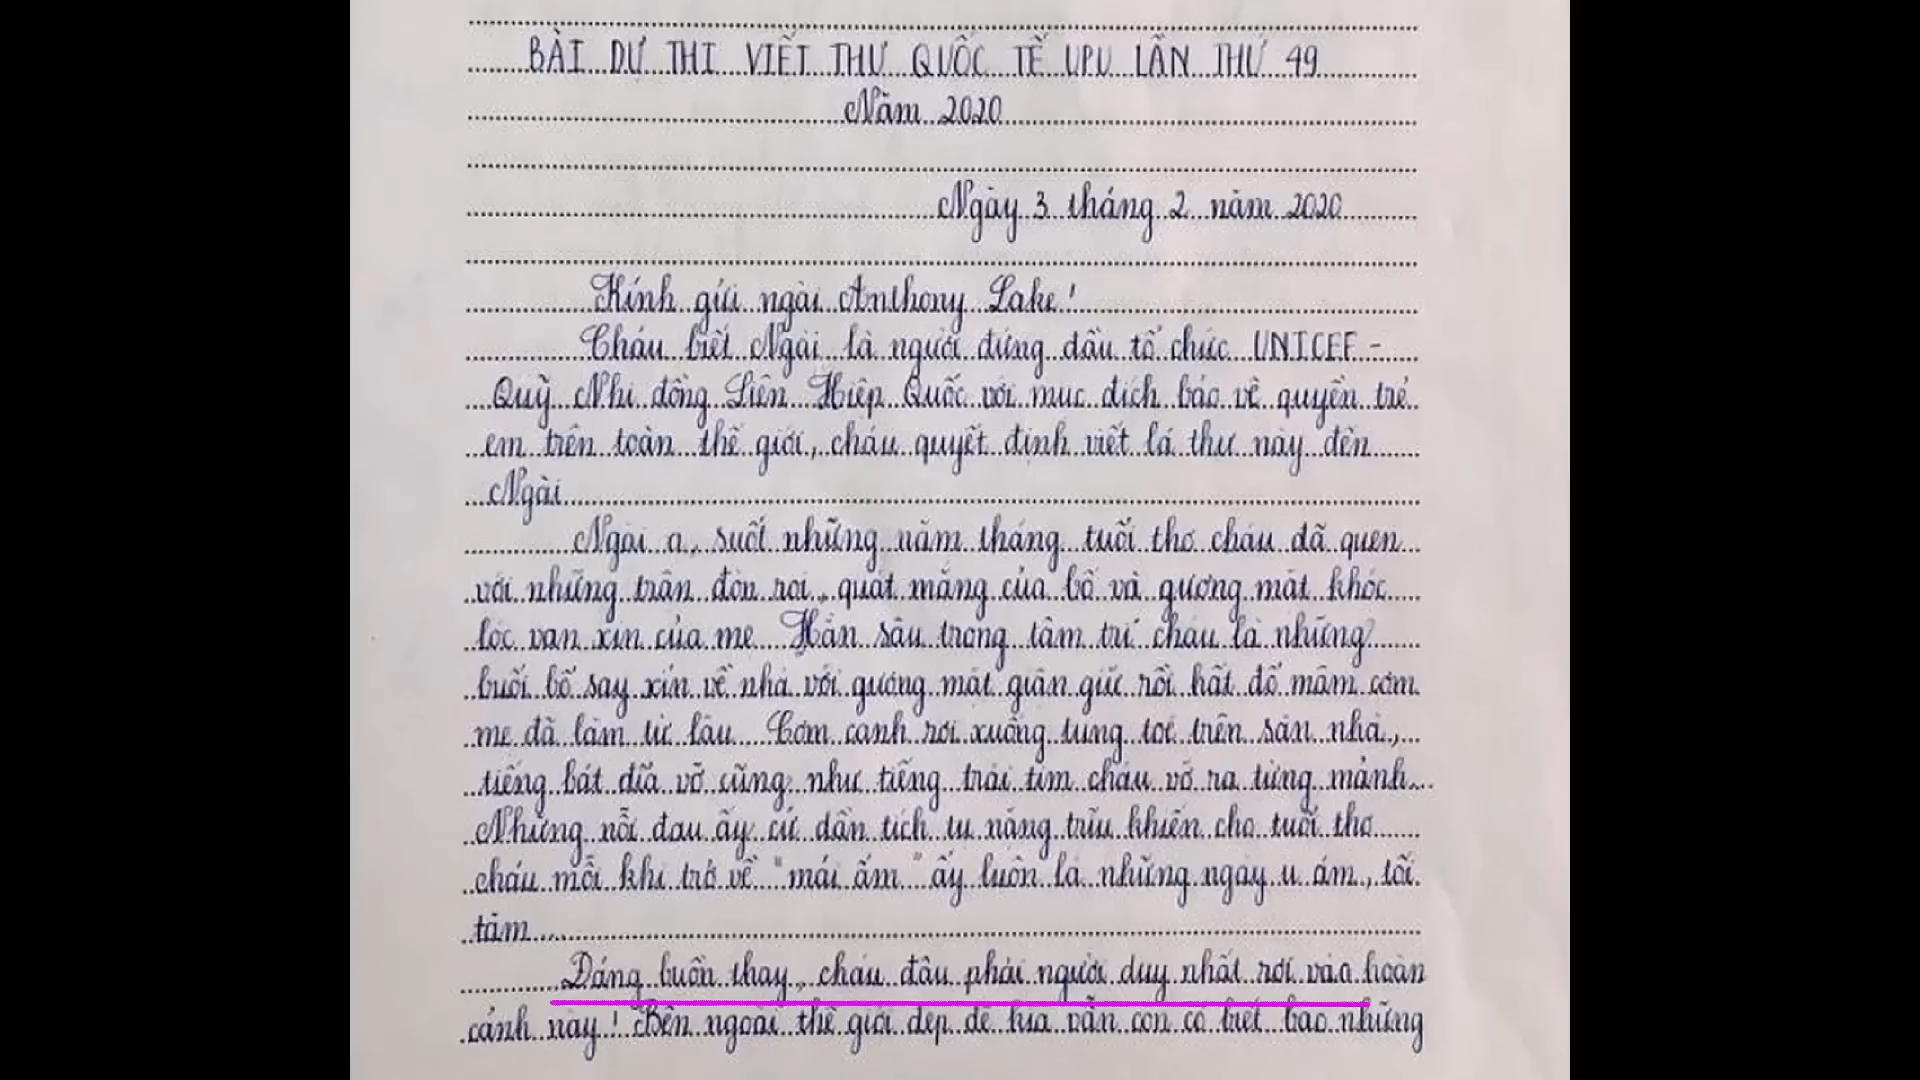 BÀI DỰ THI VIẾT THƯ QUỐC TẾ UPU LẦN THỨ 49
Năm 2020
Ngày 3 tháng 2 năm 2020
Kính gửi ngài Anthony Lake!
Cháu biết Ngài là người đứng đầu tổ chức UNICEF -
Quỹ Nhi đồng Liên Hiệp Quốc với mục đích bảo vệ quyền trẻ
em trên toàn thế giới, cháu quyết định viết lá thư này đến
Ngài
Ngài ạ, suốt những năm tháng tuổi thơ cháu đã quen
với những trận đòn roi, quát mắng của bố và gương mặt khóc
lóc van xin của mẹ. Hằn sâu trong tâm trí cháu là những
buổi bố say xỉn về nhà với gương mặt giận giữ rồi hất đổ mâm cơm
mẹ đã làm từ lâu. Cơm canh rơi xuống tung toé trên sàn nhà,
tiếng bát đĩa vỡ cũng như tiếng trái tim cháu vỡ ra từng mảnh.
Những nỗi đau ấy cứ dần tích tụ nặng trĩu khiến cho tuổi thơ
cháu mỗi khi trở về "mái ấm" ấy luôn là những ngày u ám, tối
tăm...
Đáng buồn thay, cháu đâu phải người duy nhất rơi vào hoàn
cảnh này! Bên ngoài thế giới đẹp đẽ kia vẫn còn có biết bao những